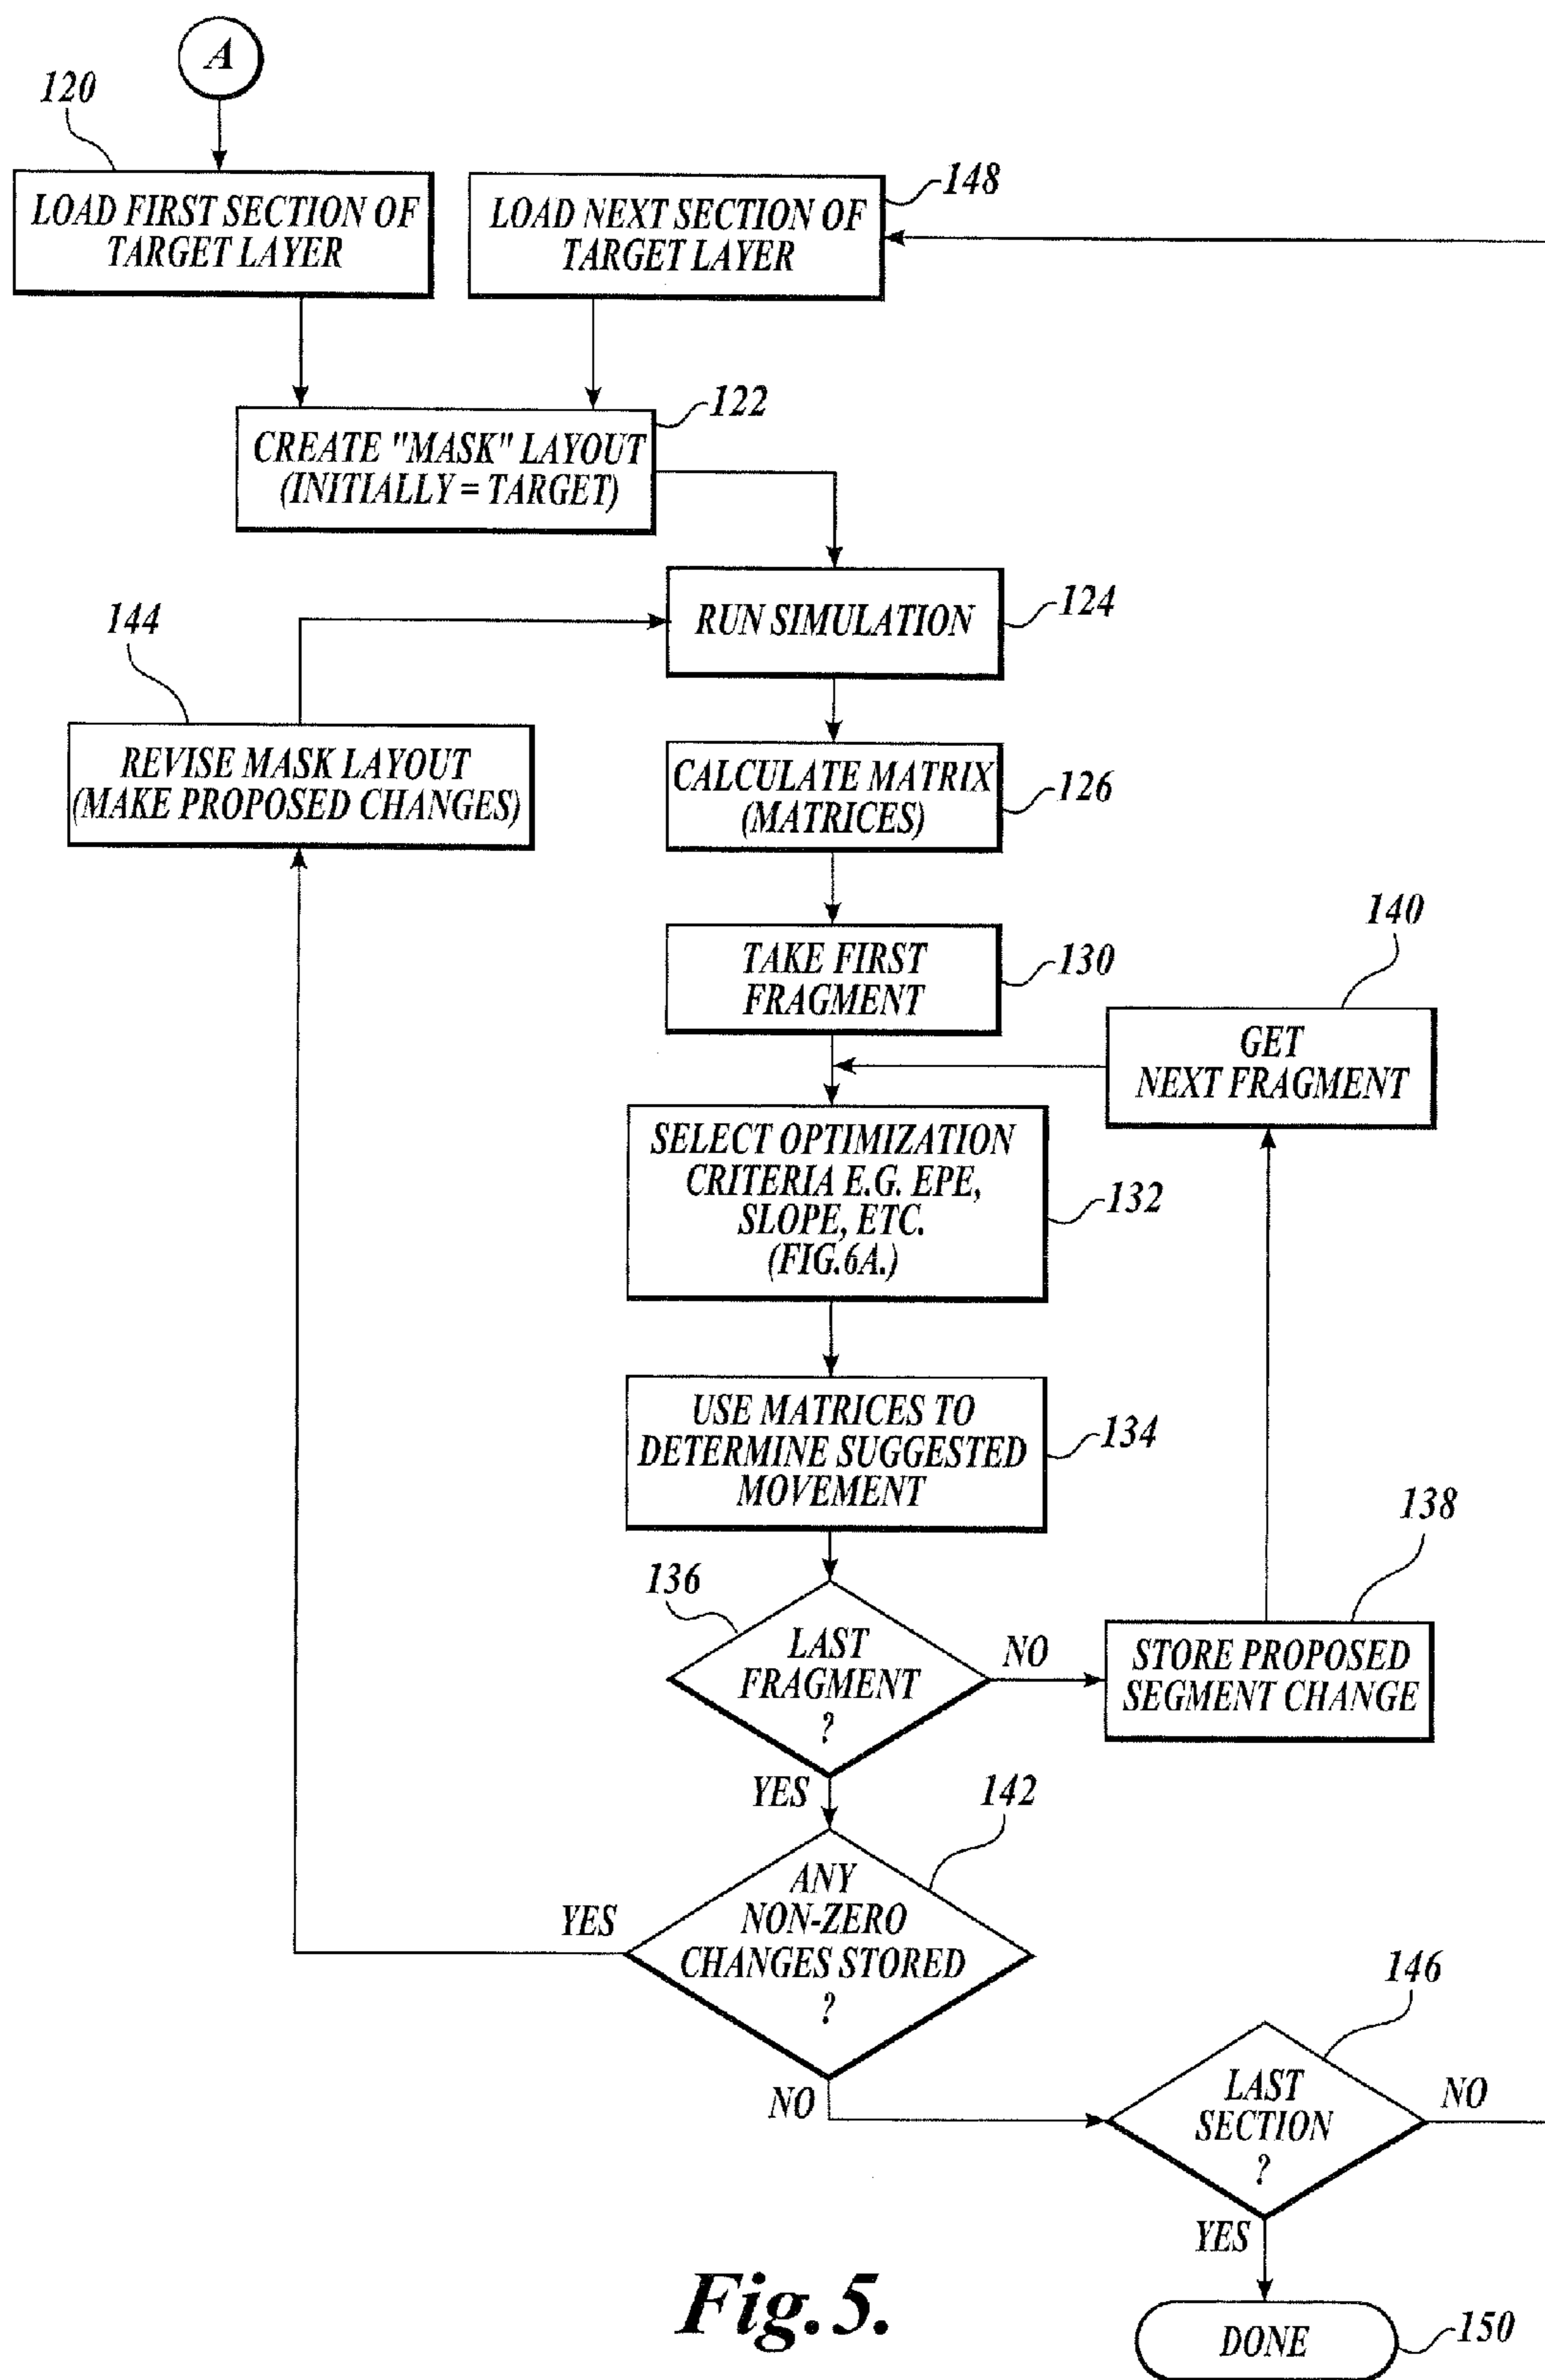 A
120
LOAD FIRST SECTION OF
TARGET LAYER
148
LOAD NEXT SECTION OF
TARGET LAYER
122
CREATE "MASK" LAYOUT
(INITIALLY = TARGET)
124
RUN SIMULATION
144
REVISE MASK LAYOUT
(MAKE PROPOSED CHANGES)
CALCULATE MATRIX
(MATRICES)
126
TAKE FIRST
FRAGMENT
130
140
GET
NEXT FRAGMENT
SELECT OPTIMIZATION
CRITERIA E.G. EPE,
SLOPE, ETC.
(FIG.6A.)
132
USE MATRICES TO
DETERMINE SUGGESTED
MOVEMENT
134
136
LAST
FRAGMENT
?
NO
138
STORE PROPOSED
SEGMENT CHANGE
YES
142
ANY
NON-ZERO
CHANGES STORED
?
YES
NO
146
LAST
SECTION
?
NO
YES
DONE
150
Fig.5.